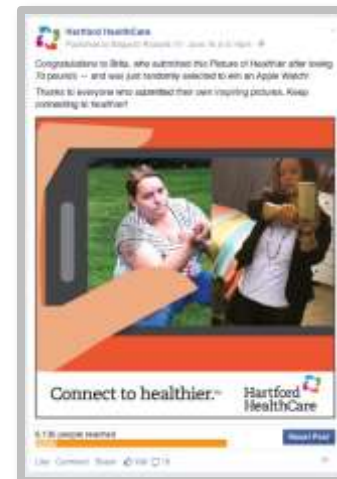 Hartford HealthCare
Congratulations to Brita, who submitted this Picture of Healthier after losing
70 pounds — and was just randomly selected to win an Apple Watch!
Thanks to everyone who submitted their own inspiring pictures. Keep
connecting to healthier!
Connect to healthier.™
Hartford
HealthCare
people reached
Boost Post
Like Comment Share